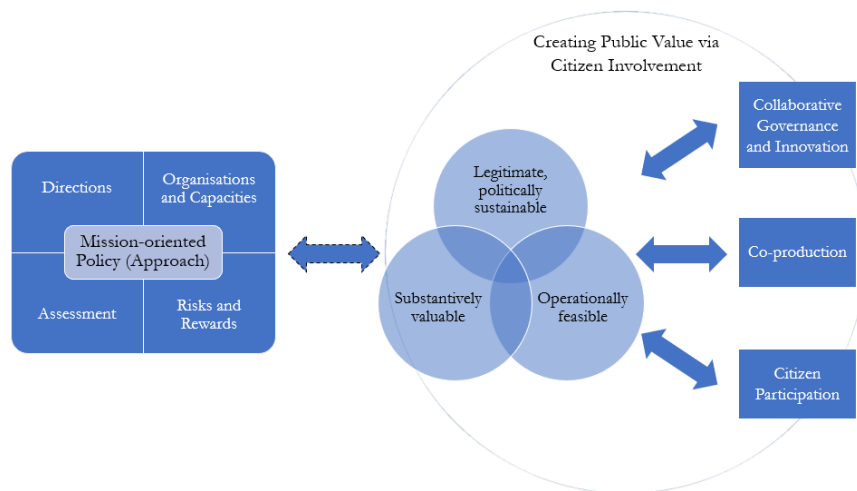 Creating Public Value via
Citizen Involvement
Directions
Organisations
and Capacities
Mission-oriented
Policy (Approach)
Assessment
Risks and
Rewards
Legitimate,
politically
sustainable
Substantively
valuable
Operationally
feasible
Collaborative
Governance
and Innovation
Co-production
Citizen
Participation